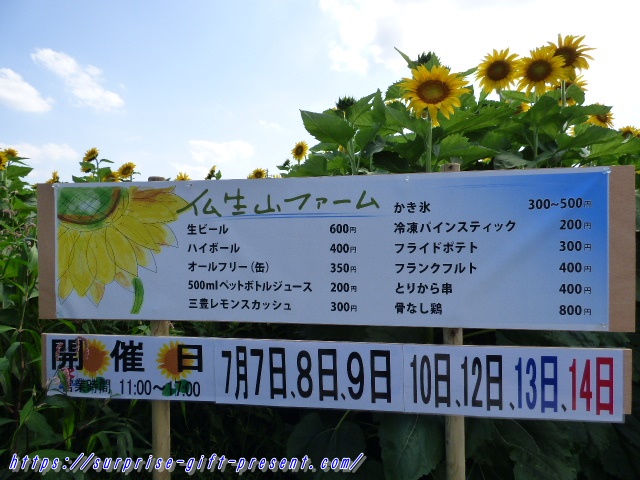 仏生山ファーム
生ビール 600円
ハイボール 400円
オールフリー(缶) 350円
500mlペットボトルジュース 200円
三豊レモンスカッシュ 300円
かき氷 300~500円
冷凍パインスティック 200円
フライドポテト 300円
フランクフルト 400円
とりから串 400円
骨なし鶏 800円
開催日 7月7日、8日、9日 10日、12日、13日、14日
営業時間 11:00~17:00
https://surprise-gift-present.com/